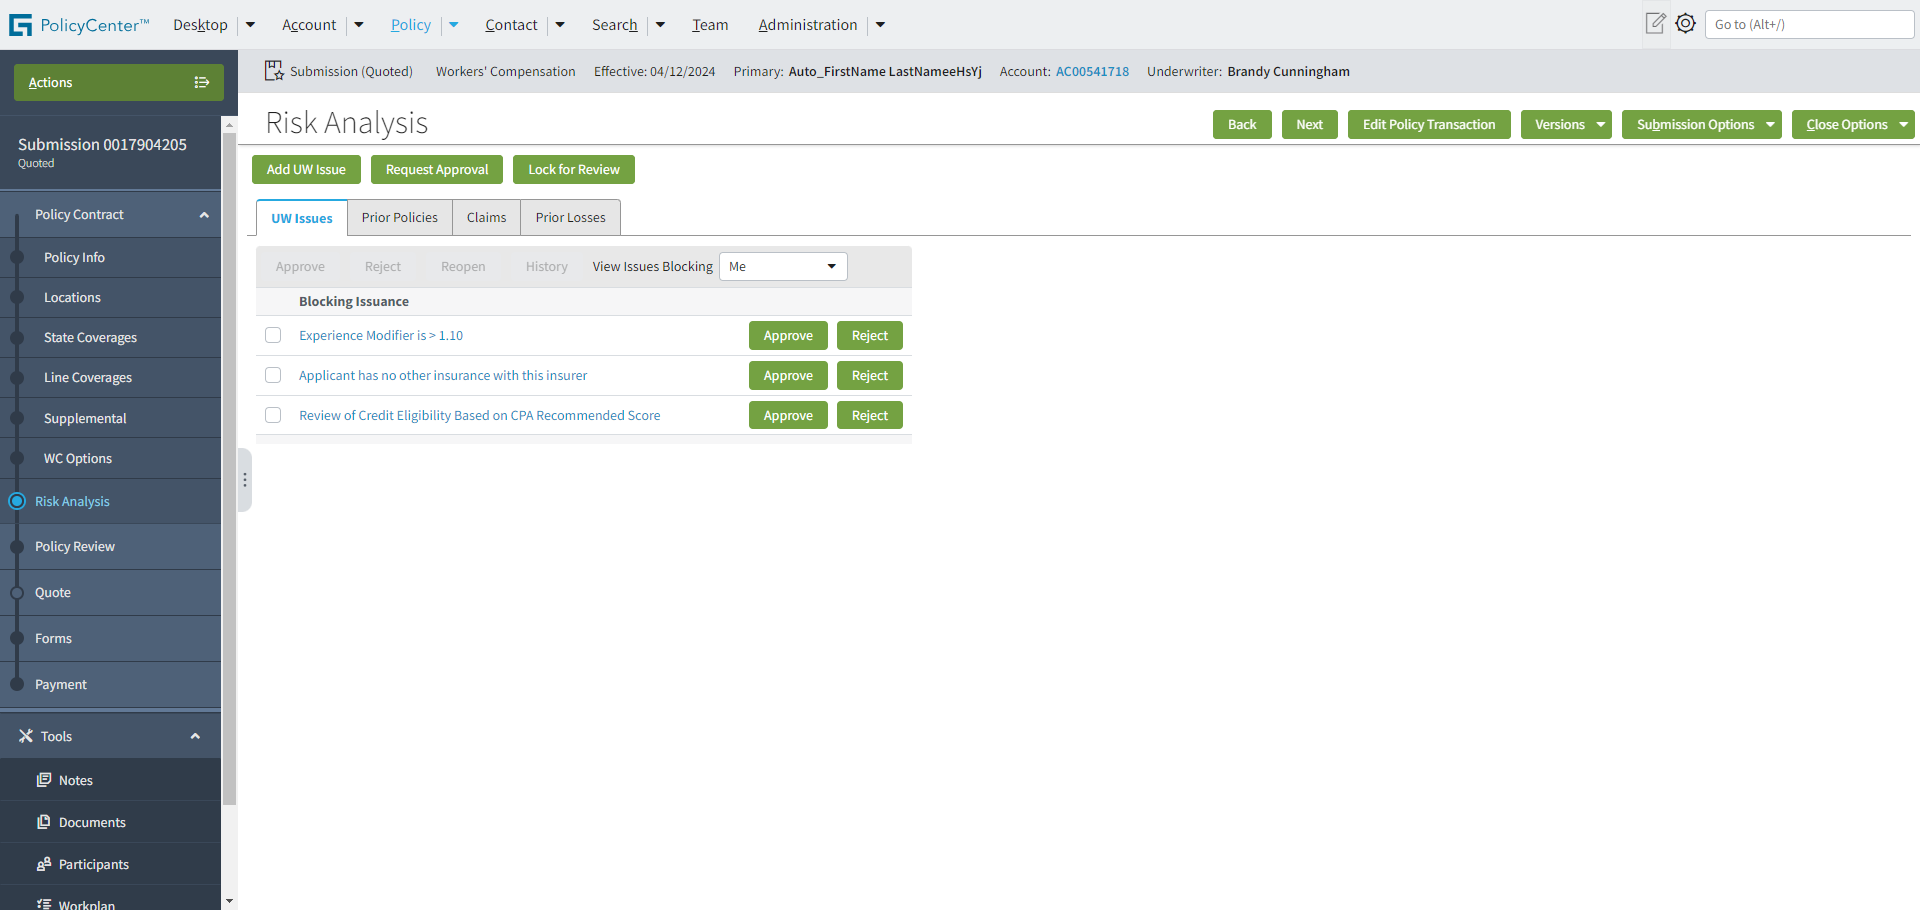 PolicyCenter™ Desktop Account Policy Contact Search Team Administration Go to (Alt+/)
Actions
Submission (Quoted) Workers' Compensation Effective: 04/12/2024 Primary: Auto_FirstName LastNameeHsYj Account: AC00541718 Underwriter: Brandy Cunningham
Submission 0017904205
Quoted
Policy Contract
Policy Info
Locations
State Coverages
Line Coverages
Supplemental
WC Options
Risk Analysis
Policy Review
Quote
Forms
Payment
Tools
Notes
Documents
Participants
Workplan
Risk Analysis
Back Next Edit Policy Transaction Versions Submission Options Close Options
Add UW Issue Request Approval Lock for Review
UW Issues Prior Policies Claims Prior Losses
Approve Reject Reopen History View Issues Blocking Me
Blocking Issuance
Experience Modifier is > 1.10 Approve Reject
Applicant has no other insurance with this insurer Approve Reject
Review of Credit Eligibility Based on CPA Recommended Score Approve Reject